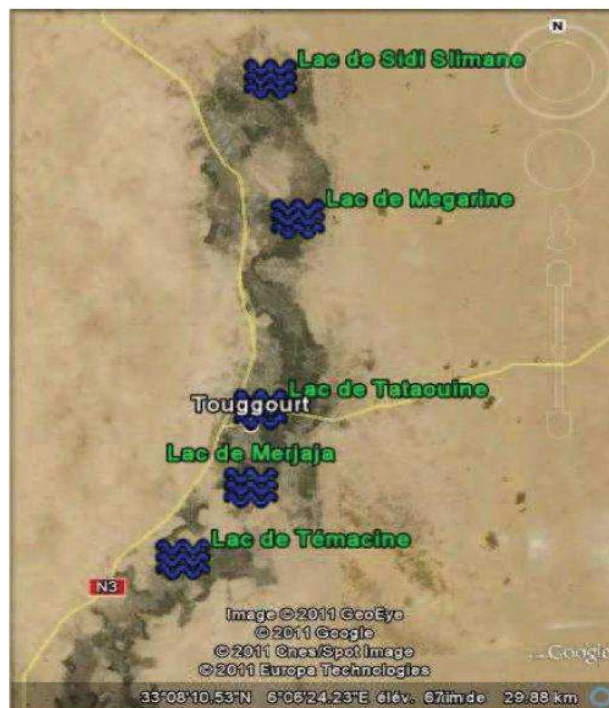 N
Lac de Sidi Slimane
Lac de Megarine
Lac de Tataouine
Touggourt
Lac de Merjaja
Lac de Témacine
N3
Image © 2011 GeoEye
© 2011 Google
© 2011 Cnes/Spot Image
© 2011 Europa Technologies
Google
33°08'10,53"N 6°06'24,23"E élév. 29.88 km